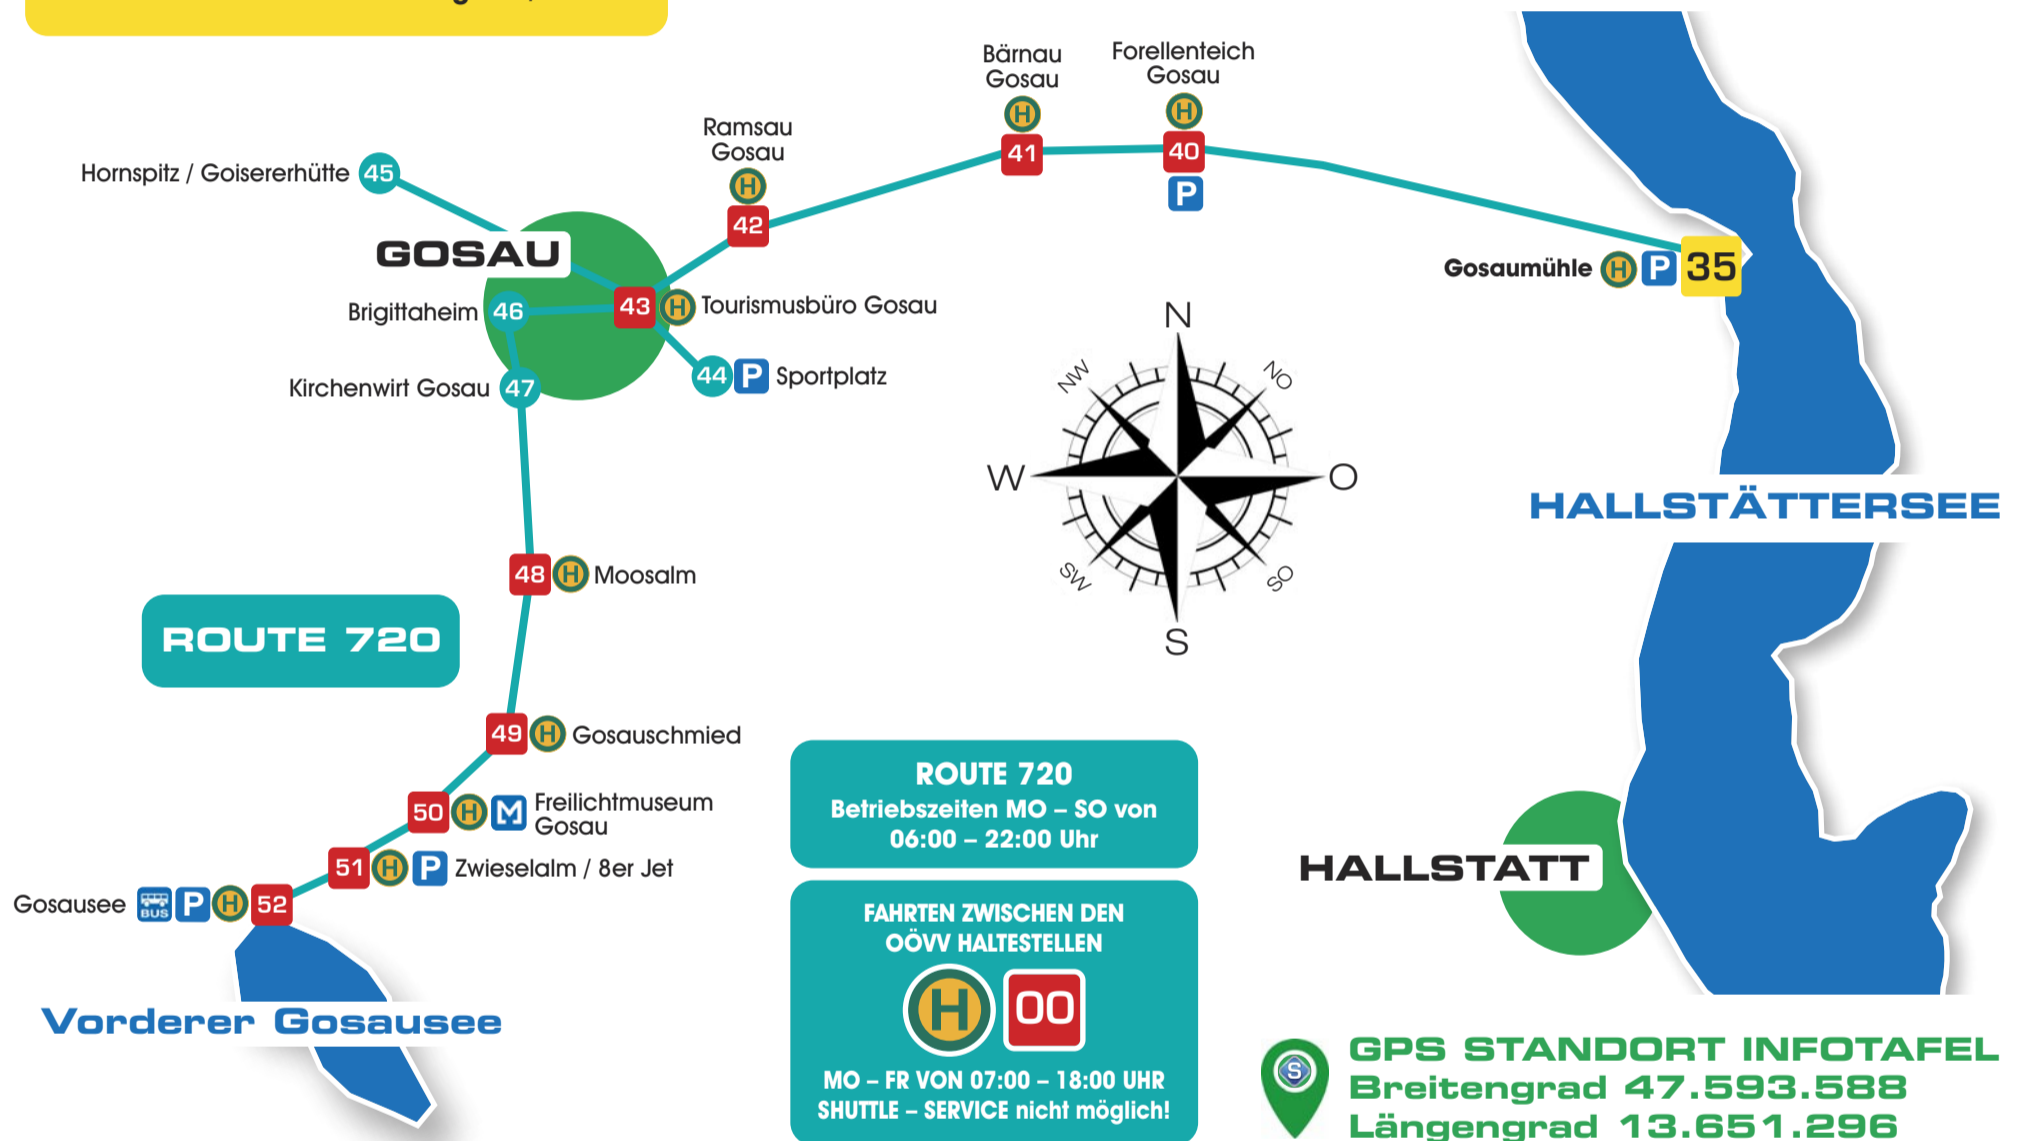 Bärnau
Gosau
H
41
Forellenteich
Gosau
H
40
P
Ramsau
Gosau
H
42
Hornspitz / Goisererhütte 45
GOSAU
Gosaumühle H P 35
Brigittaheim 46
43 H Tourismusbüro Gosau
44 P Sportplatz
Kirchenwirt Gosau 47
N
NW
NO
W
O
SW
SO
S
HALLSTÄTTERSEE
48 H Moosalm
ROUTE 720
49 H Gosauschmied
50 H M Freilichtmuseum
Gosau
51 H P Zwieselalm / 8er Jet
Gosausee BUS P H 52
Vorderer Gosausee
ROUTE 720
Betriebszeiten MO – SO von
06:00 – 22:00 Uhr
FAHRTEN ZWISCHEN DEN
OÖVV HALTESTELLEN
H 00
MO – FR VON 07:00 – 18:00 UHR
SHUTTLE – SERVICE nicht möglich!
HALLSTATT
S
GPS STANDORT INFOTAFEL
Breitengrad 47.593.588
Längengrad 13.651.296